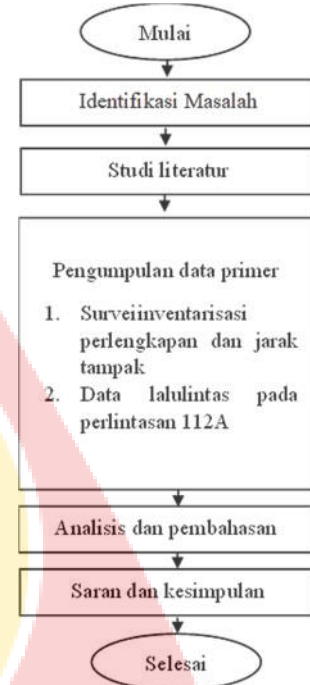 Mulai
Identifikasi Masalah
Studi literatur
Pengumpulan data primer
1. Surveiinventarisasi
perlengkapan dan jarak
tampak
2. Data lalulintas pada
perlintasan 112A
Analisis dan pembahasan
Saran dan kesimpulan
Selesai